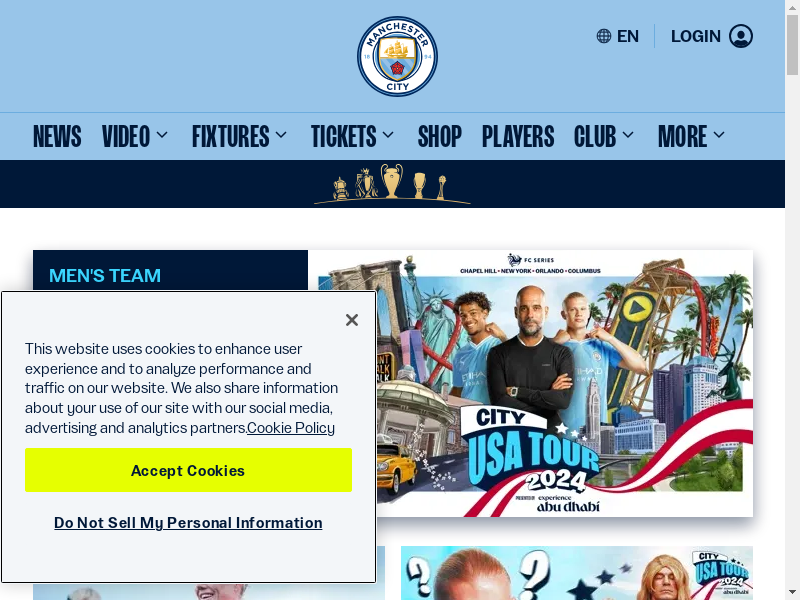 MANCHESTER
18 94
CITY
EN
LOGIN
NEWS
VIDEO
FIXTURES
TICKETS
SHOP
PLAYERS
CLUB
MORE
MEN'S TEAM
FC SERIES
CHAPEL HILL • NEW YORK • ORLANDO • COLUMBUS
This website uses cookies to enhance user
experience and to analyze performance and
traffic on our website. We also share information
about your use of our site with our social media,
advertising and analytics partners.Cookie Policy
Accept Cookies
Do Not Sell My Personal Information
CITY
USA TOUR
2024
experience
abu dhabi
? ?
CITY
USA TOUR
2024
abu dhabi